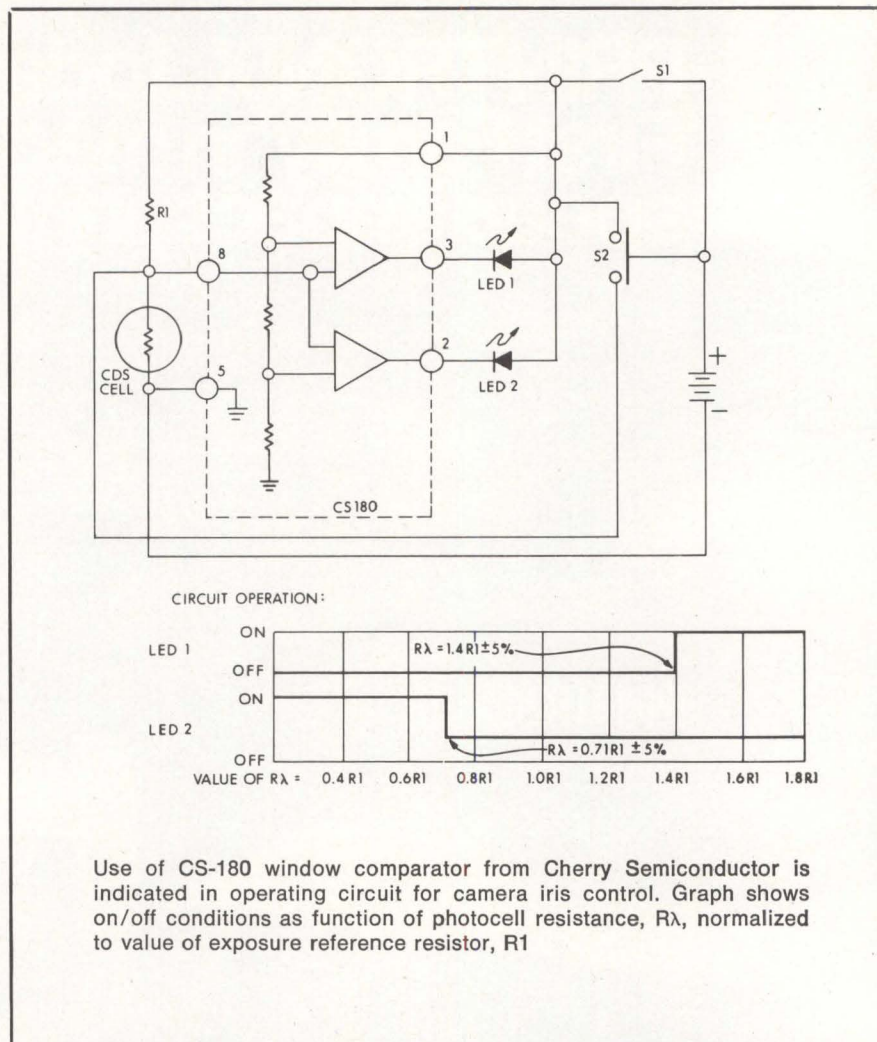 S1
1
R1
3
8
S2
LED 1
2
+
CDS
CELL
5
LED 2
−
CS180
CIRCUIT OPERATION:
ON
LED 1
Rλ = 1.4 R1 ± 5%
OFF
ON
LED 2
Rλ = 0.71R1 ± 5%
OFF
VALUE OF Rλ = 0.4 R1 0.6R1 0.8R1 1.0R1 1.2R1 1.4R1 1.6R1 1.8R1
Use of CS-180 window comparator from Cherry Semiconductor is
indicated in operating circuit for camera iris control. Graph shows
on/off conditions as function of photocell resistance, Rλ, normalized
to value of exposure reference resistor, R1